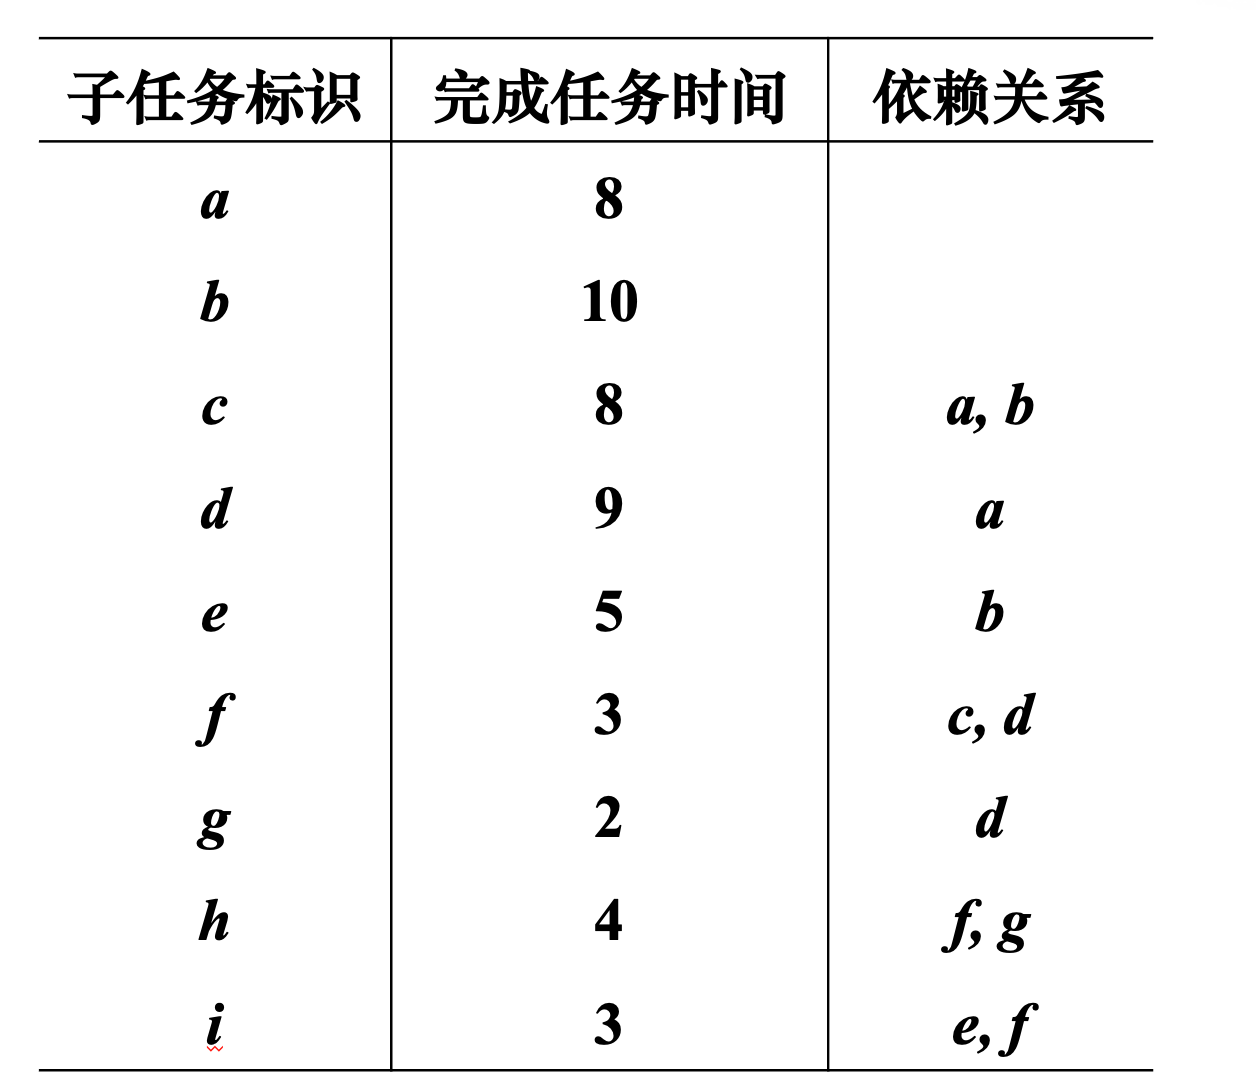 子任务标识 完成任务时间 依赖关系
a 8
b 10
c 8 a, b
d 9 a
e 5 b
f 3 c, d
g 2 d
h 4 f, g
i 3 e, f